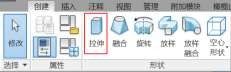 创建 插入 注释 视图 管理 附加模块
修改
拉伸 融合 旋转 放样 放样融合 空心形状
选择 属性 形状